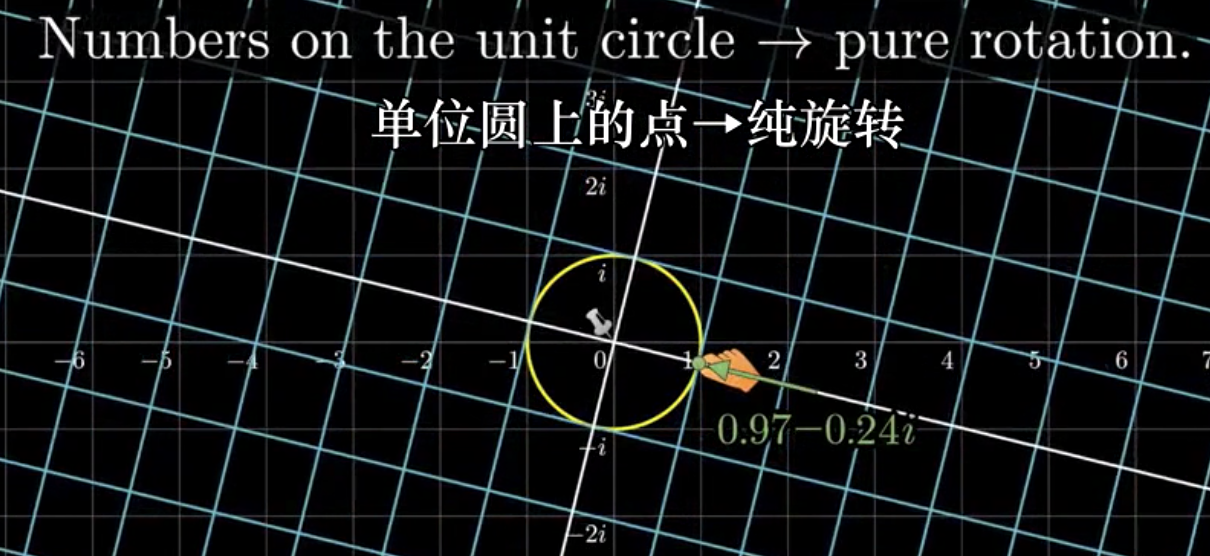 Numbers on the unit circle → pure rotation.
3i
单位圆上的点→纯旋转
2i
i
−6 −5 −4 −3 −2 −1 0 1 2 3 4 5 6 7
0.97−0.24i
−i
−2i